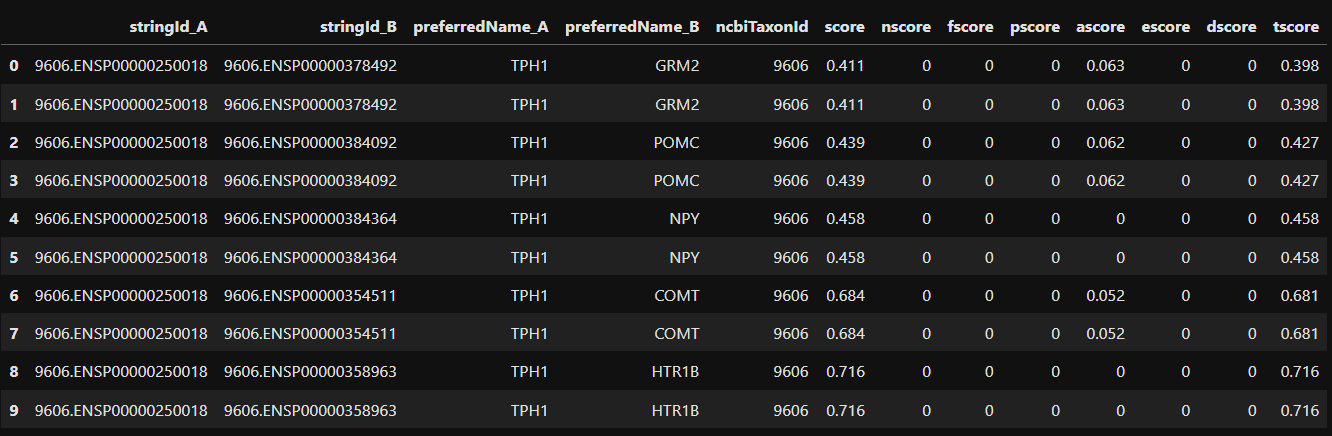 stringId_A stringId_B preferredName_A preferredName_B ncbiTaxonId score nscore fscore pscore ascore escore dscore tscore
0 9606.ENSP00000250018 9606.ENSP00000378492 TPH1 GRM2 9606 0.411 0 0 0 0.063 0 0 0.398
1 9606.ENSP00000250018 9606.ENSP00000378492 TPH1 GRM2 9606 0.411 0 0 0 0.063 0 0 0.398
2 9606.ENSP00000250018 9606.ENSP00000384092 TPH1 POMC 9606 0.439 0 0 0 0.062 0 0 0.427
3 9606.ENSP00000250018 9606.ENSP00000384092 TPH1 POMC 9606 0.439 0 0 0 0.062 0 0 0.427
4 9606.ENSP00000250018 9606.ENSP00000384364 TPH1 NPY 9606 0.458 0 0 0 0 0 0 0.458
5 9606.ENSP00000250018 9606.ENSP00000384364 TPH1 NPY 9606 0.458 0 0 0 0 0 0 0.458
6 9606.ENSP00000250018 9606.ENSP00000354511 TPH1 COMT 9606 0.684 0 0 0 0.052 0 0 0.681
7 9606.ENSP00000250018 9606.ENSP00000354511 TPH1 COMT 9606 0.684 0 0 0 0.052 0 0 0.681
8 9606.ENSP00000250018 9606.ENSP00000358963 TPH1 HTR1B 9606 0.716 0 0 0 0 0 0 0.716
9 9606.ENSP00000250018 9606.ENSP00000358963 TPH1 HTR1B 9606 0.716 0 0 0 0 0 0 0.716